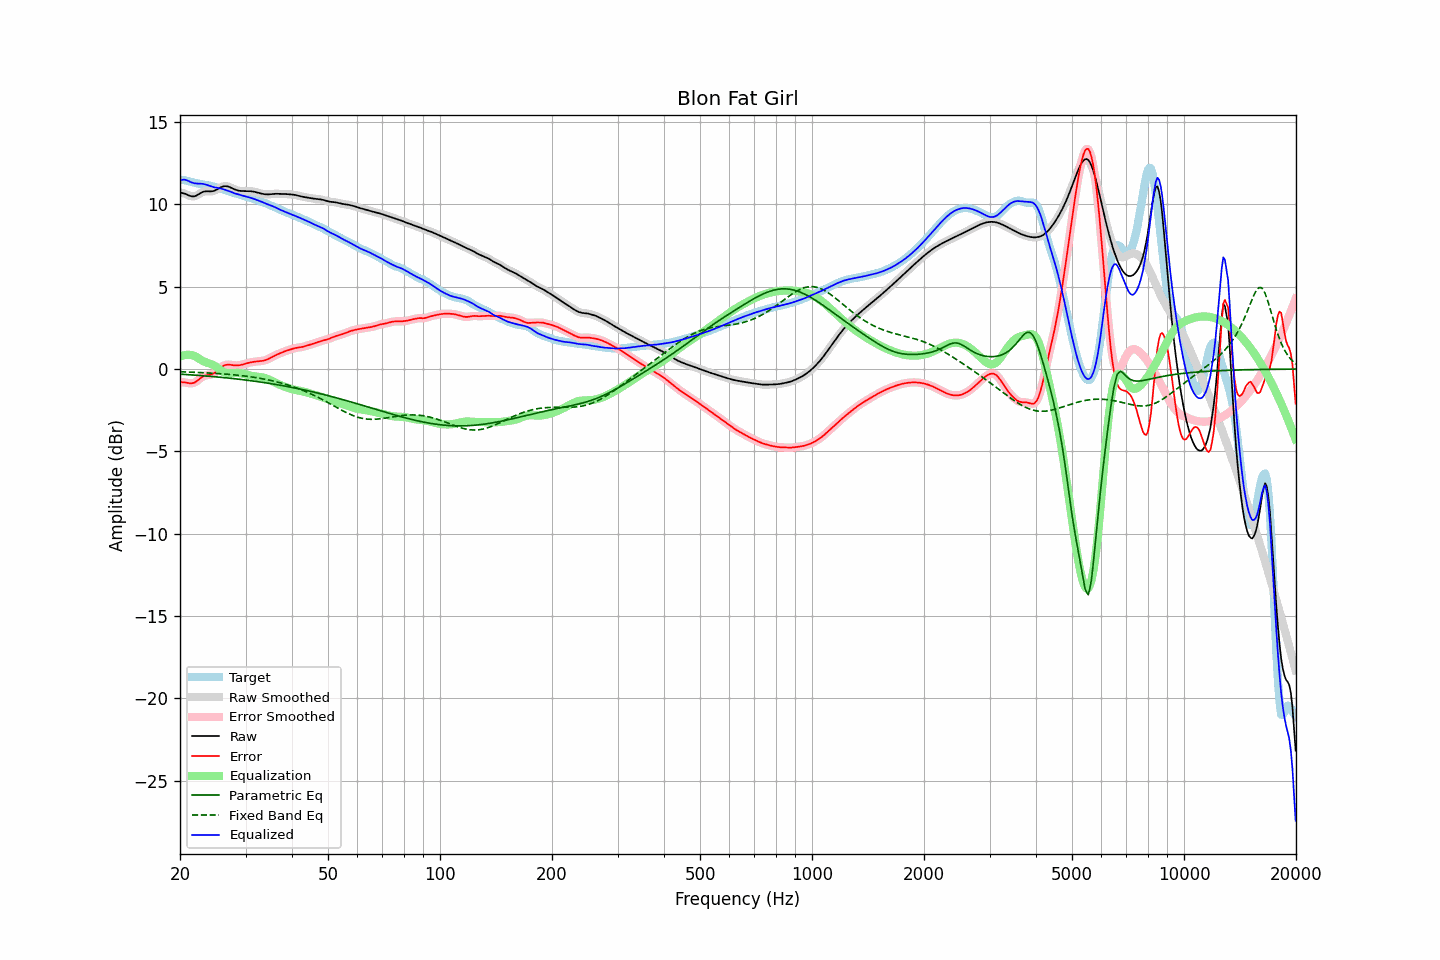 Blon Fat Girl
15
10
5
0
−5
−10
−15
−20
−25
Amplitude (dBr)
Target
Raw Smoothed
Error Smoothed
Raw
Error
Equalization
Parametric Eq
Fixed Band Eq
Equalized
20 50 100 200 500 1000 2000 5000 10000 20000
Frequency (Hz)